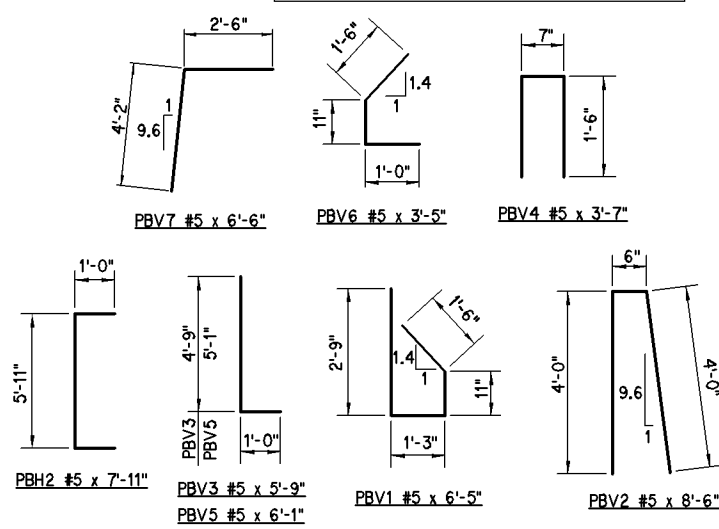 2'-6"
4'-2"
1
9.6
PBV7 #5 x 6'-6"
1'-6"
1.4
1
11"
1'-0"
PBV6 #5 x 3'-5"
7"
1'-6"
PBV4 #5 x 3'-7"
1'-0"
5'-11"
PBH2 #5 x 7'-11"
4'-9"
5'-1"
PBV3
PBV5
1'-0"
PBV3 #5 x 5'-9"
PBV5 #5 x 6'-1"
2'-9"
1'-6"
1.4
1
11"
1'-3"
PBV1 #5 x 6'-5"
6"
4'-0"
9.6
1
4'-0"
PBV2 #5 x 8'-6"